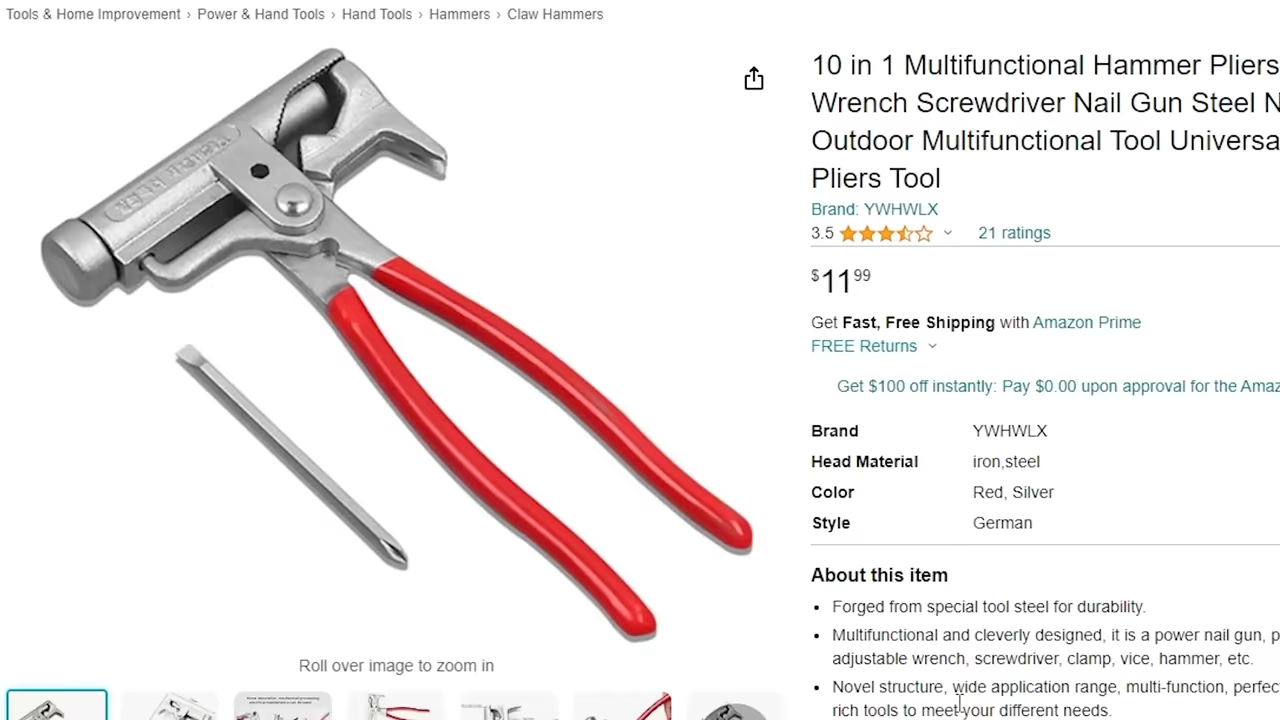 Tools & Home Improvement › Power & Hand Tools › Hand Tools › Hammers › Claw Hammers
10 in 1 Multifunctional Hammer Pliers
Wrench Screwdriver Nail Gun Steel N
Outdoor Multifunctional Tool Universa
Pliers Tool
Brand: YWHWLX
3.5 21 ratings
$11 99
Get Fast, Free Shipping with Amazon Prime
FREE Returns
Get $100 off instantly: Pay $0.00 upon approval for the Amaz
Brand YWHWLX
Head Material iron,steel
Color Red, Silver
Style German
About this item
• Forged from special tool steel for durability.
• Multifunctional and cleverly designed, it is a power nail gun, p
adjustable wrench, screwdriver, clamp, vice, hammer, etc.
• Novel structure, wide application range, multi-function, perfec
rich tools to meet your different needs.
Roll over image to zoom in